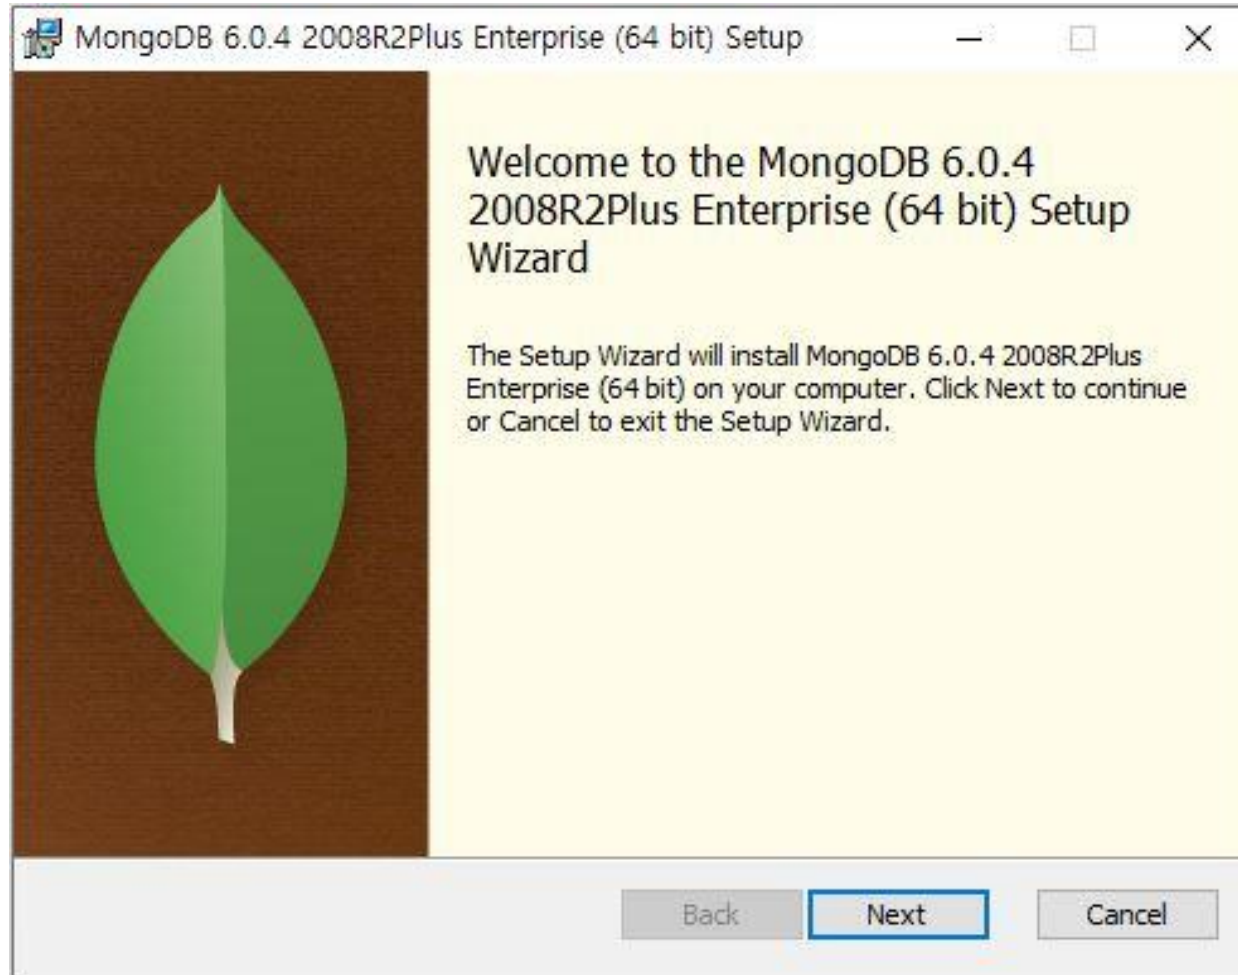 MongoDB 6.0.4 2008R2Plus Enterprise (64 bit) Setup
Welcome to the MongoDB 6.0.4
2008R2Plus Enterprise (64 bit) Setup
Wizard
The Setup Wizard will install MongoDB 6.0.4 2008R2Plus
Enterprise (64 bit) on your computer. Click Next to continue
or Cancel to exit the Setup Wizard.
Back
Next
Cancel